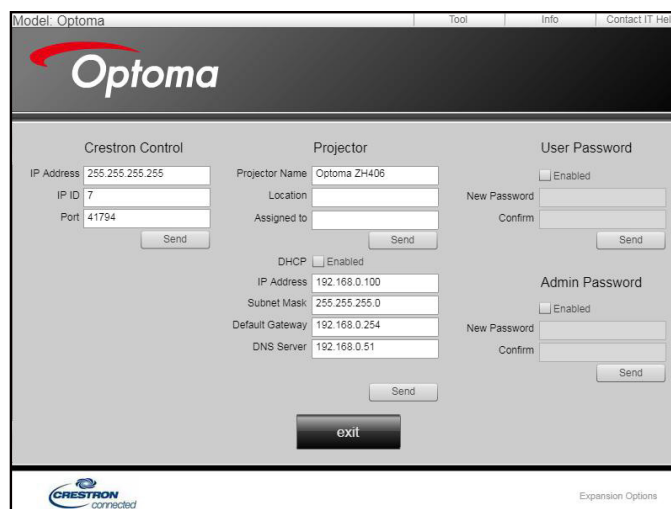 Model: Optoma
Tool
Info
Contact IT Hel
Optoma
Crestron Control
IP Address 255.255.255.255
IP ID 7
Port 41794
Send
Projector
Projector Name Optoma ZH406
Location
Assigned to
Send
DHCP Enabled
IP Address 192.168.0.100
Subnet Mask 255.255.255.0
Default Gateway 192.168.0.254
DNS Server 192.168.0.51
Send
User Password
Enabled
New Password
Confirm
Send
Admin Password
Enabled
New Password
Confirm
Send
exit
CRESTRON
connected
Expansion Options